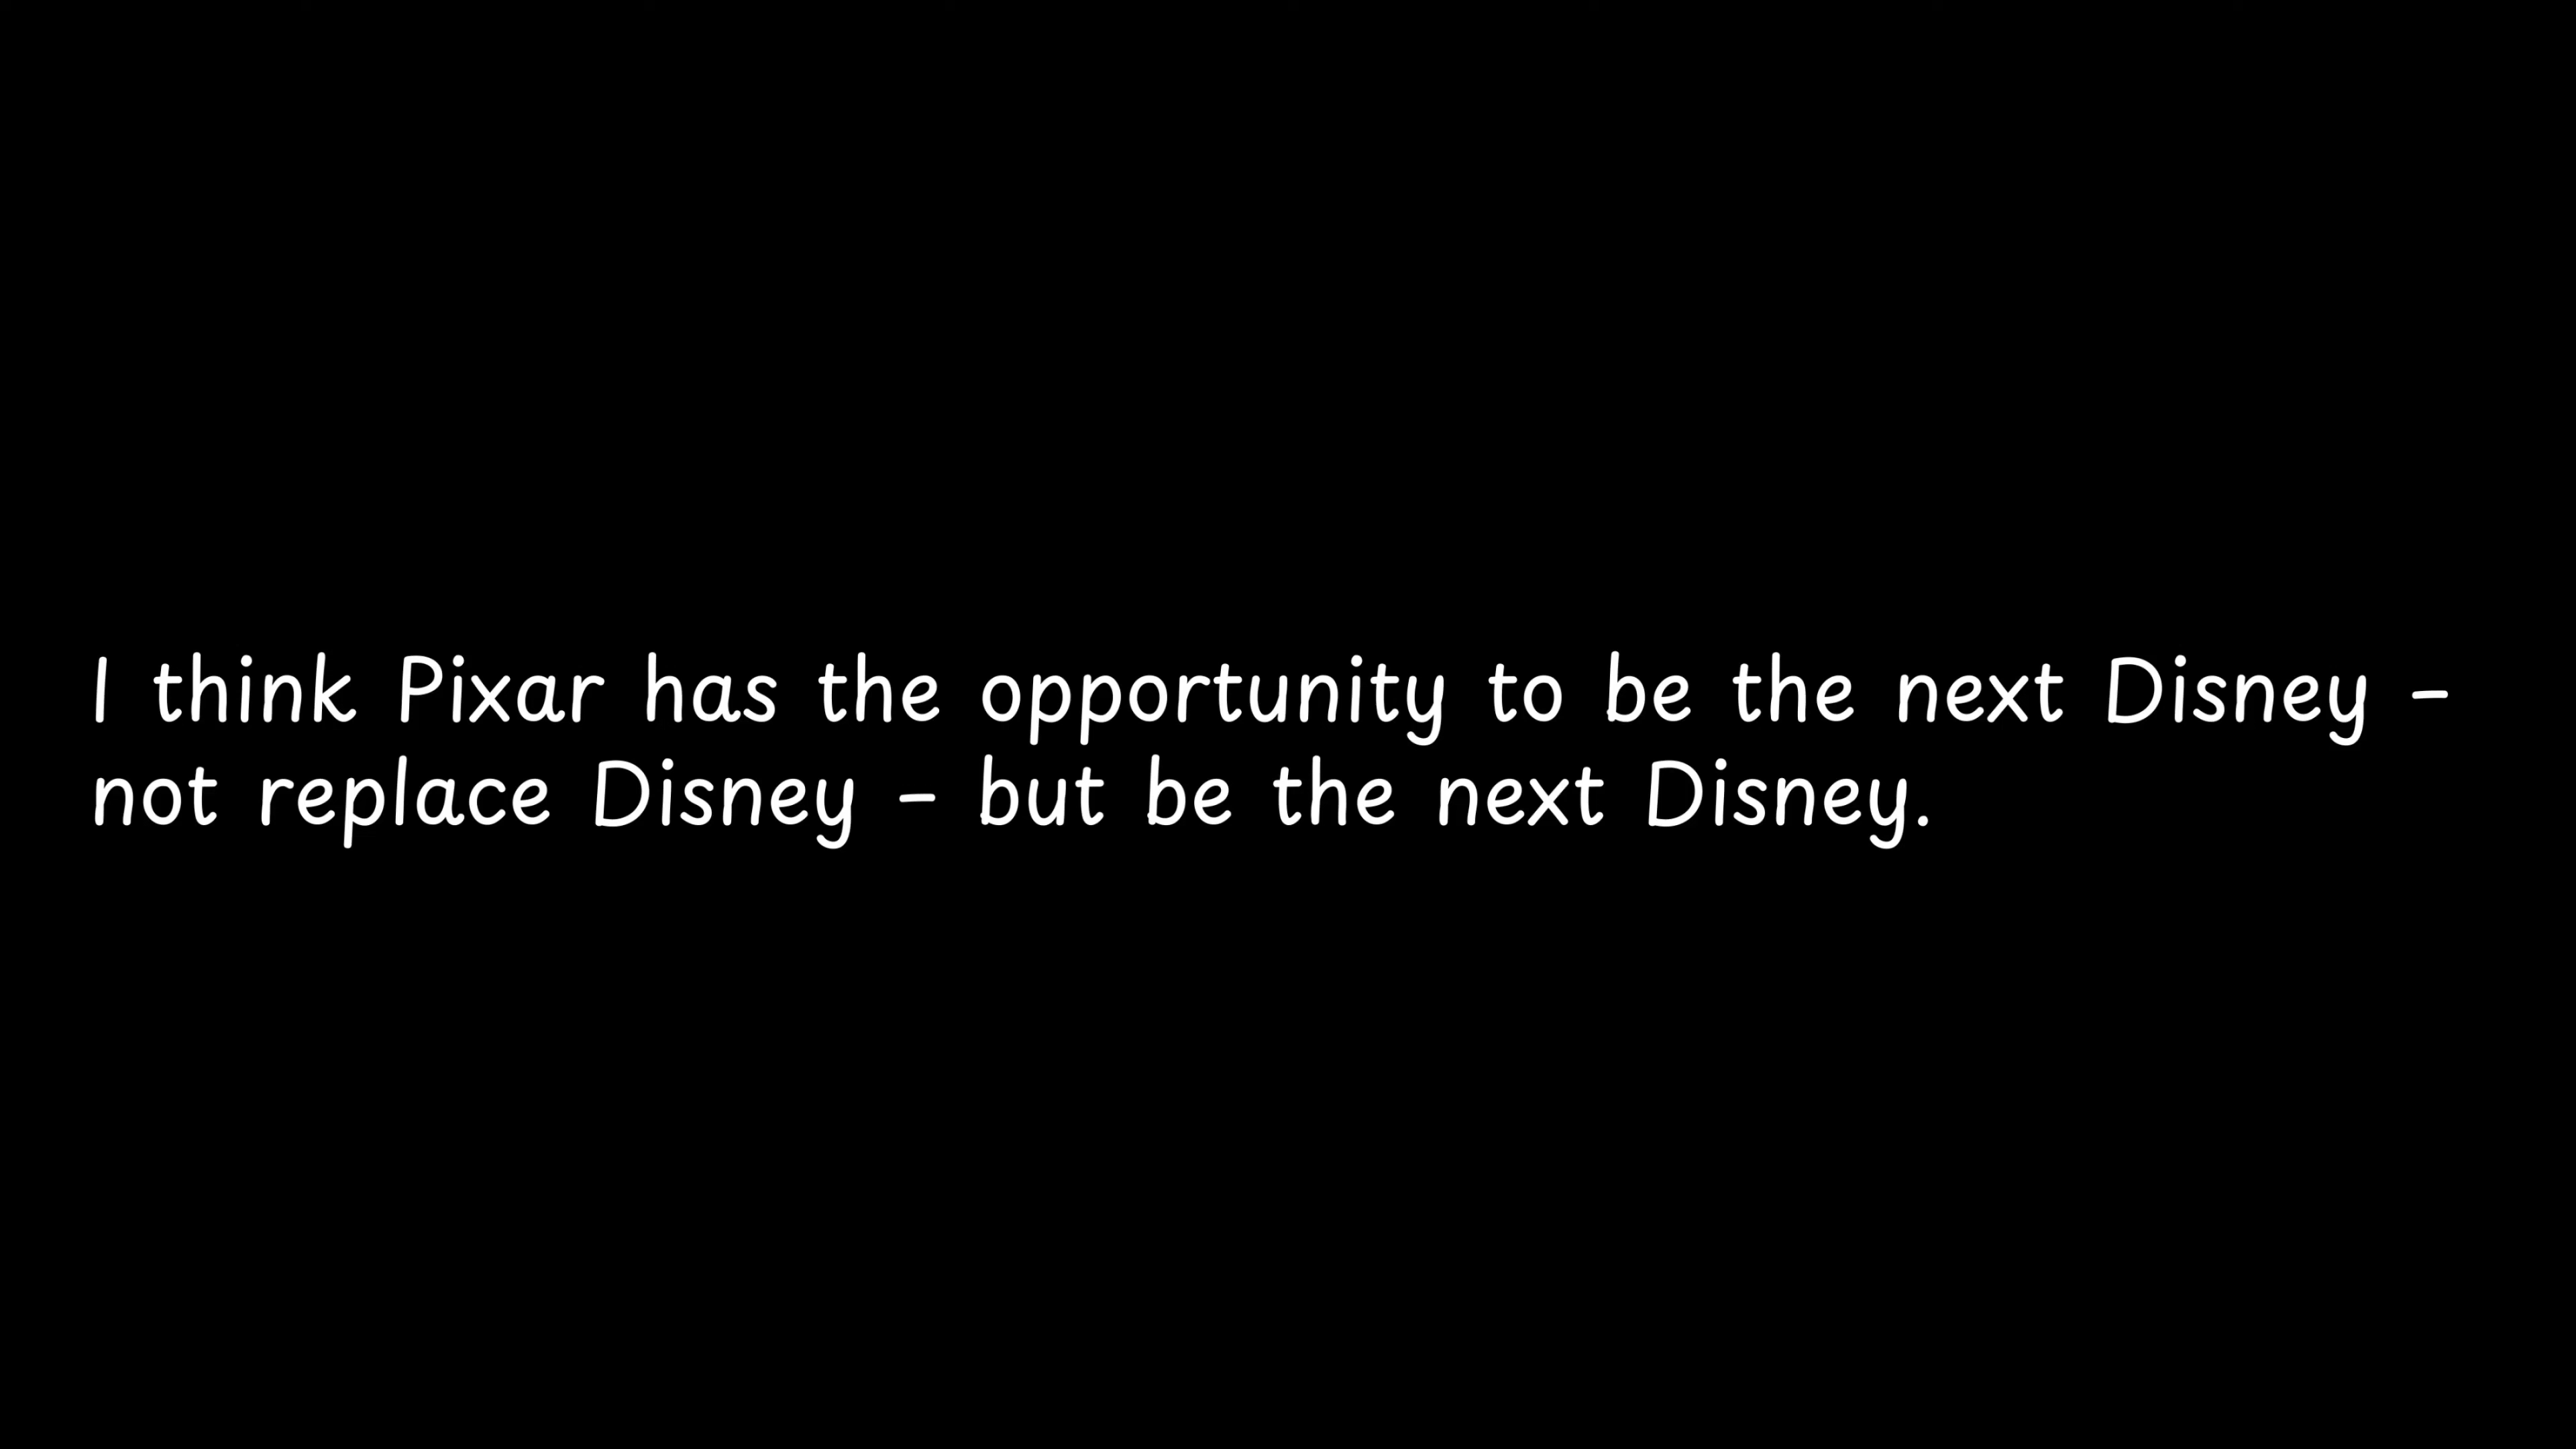 I think Pixar has the opportunity to be the next Disney -
not replace Disney - but be the next Disney.